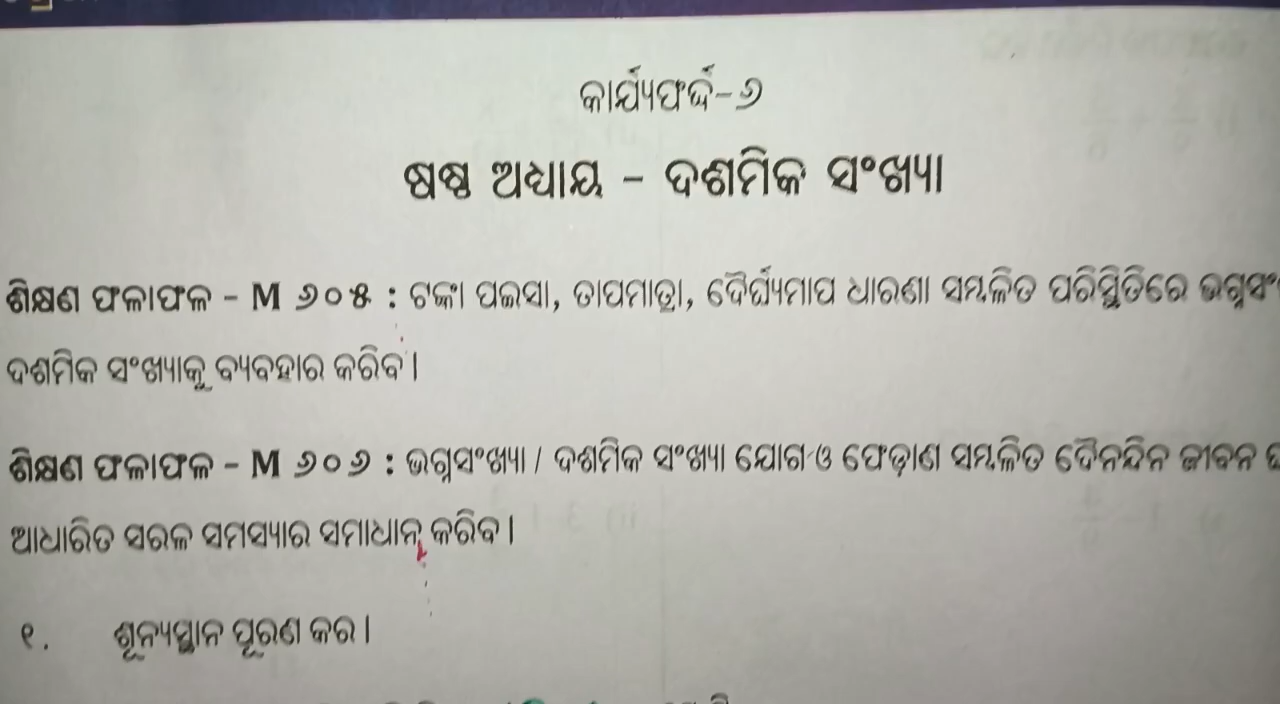 କାର୍ଯ୍ୟଫର୍ଦ୍ଦ-୬
ଷଷ୍ଠ ଅଧ୍ୟାୟ - ଦଶମିକ ସଂଖ୍ୟା
ଶିକ୍ଷଣ ଫଳାଫଳ - M ୬୦୫ : ଟଙ୍କା ପଇସା, ତାପମାତ୍ରା, ଦୈର୍ଘ୍ୟମାପ ଧାରଣା ସମ୍ବଳିତ ପରିସ୍ଥିତିରେ
ଦଶମିକ ସଂଖ୍ୟାକୁ ବ୍ୟବହାର କରିବ।
ଶିକ୍ଷଣ ଫଳାଫଳ - M ୬୦୬ : ଭଗ୍ନସଂଖ୍ୟା / ଦଶମିକ ସଂଖ୍ୟା ଯୋଗ ଓ ଫେଡ଼ାଣ ସମ୍ବଳିତ ଦୈନନ୍ଦିନ ଜୀବନ
ଆଧାରିତ ସରଳ ସମସ୍ୟାର ସମାଧାନ କରିବ।
୧. ଶୂନ୍ୟସ୍ଥାନ ପୂରଣ କର।